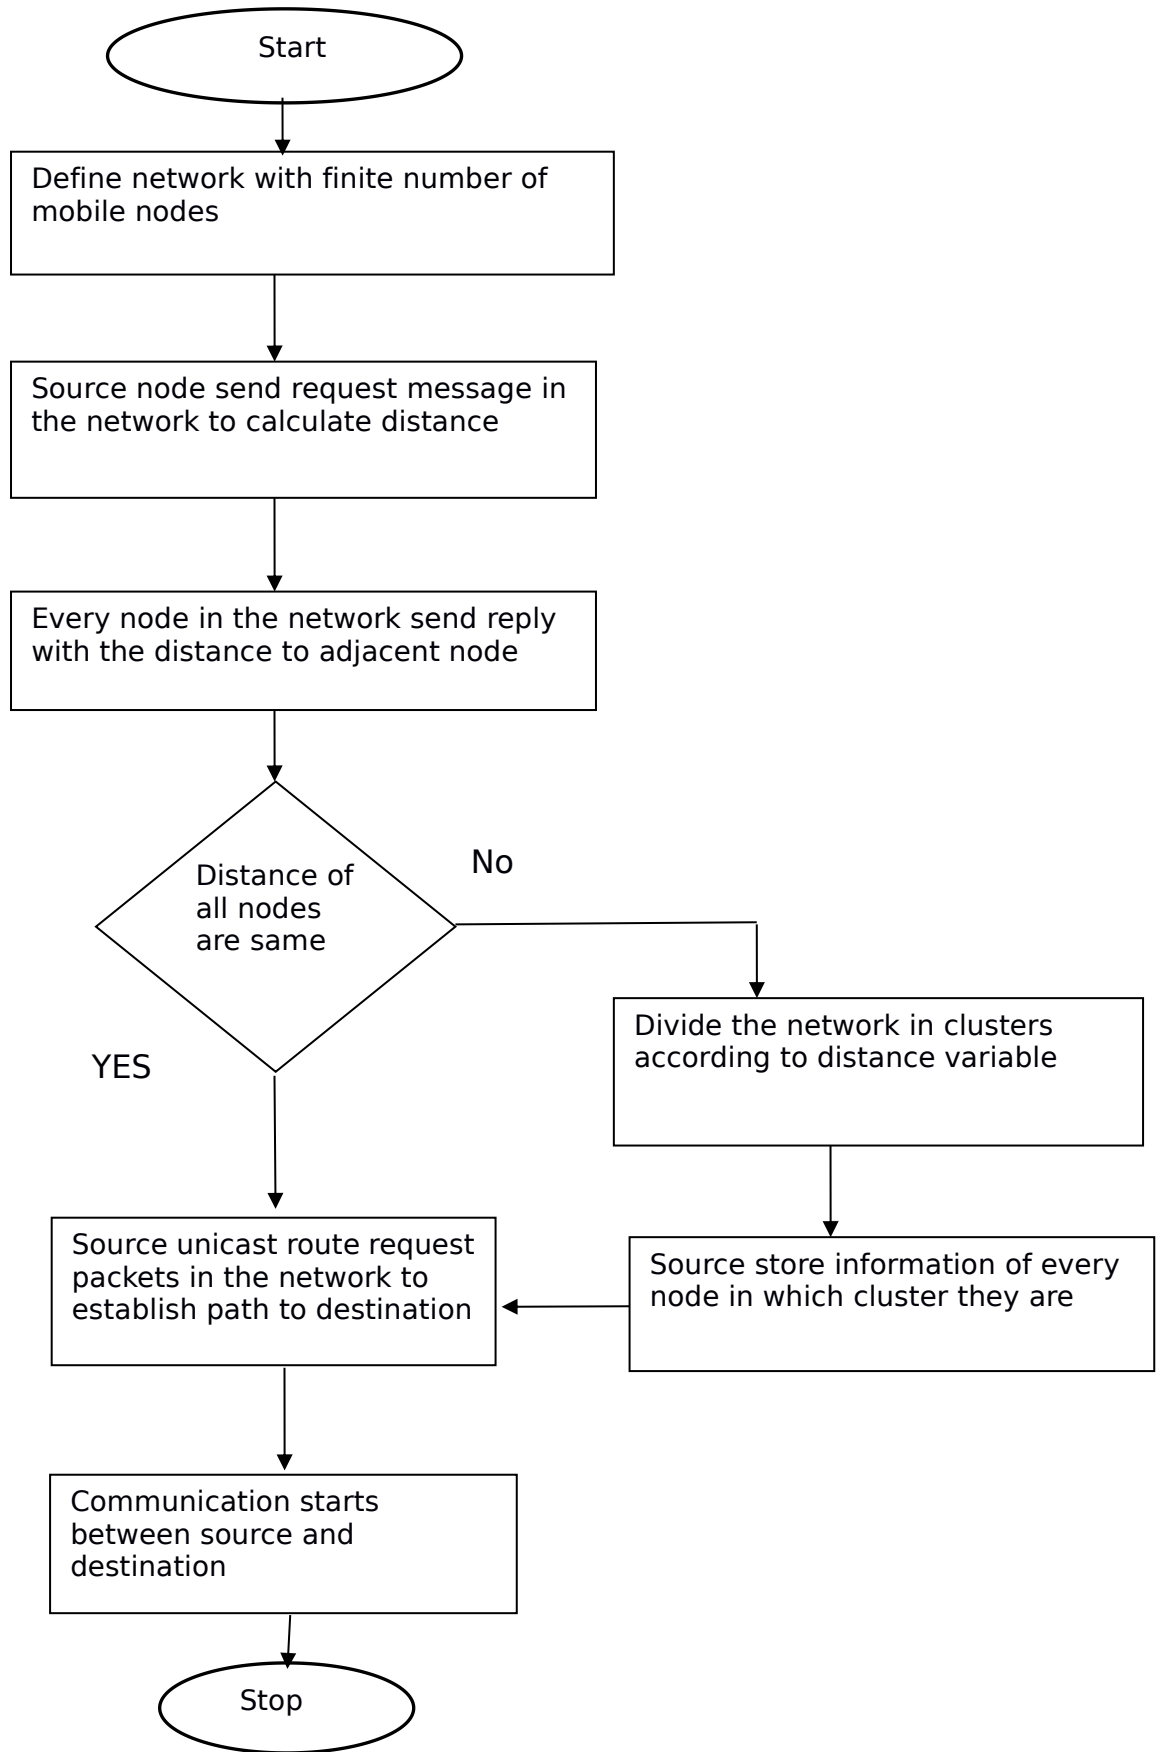 Start
Define network with finite number of
mobile nodes
Source node send request message in
the network to calculate distance
Every node in the network send reply
with the distance to adjacent node
Distance of
all nodes
are same
No
YES
Divide the network in clusters
according to distance variable
Source store information of every
node in which cluster they are
Source unicast route request
packets in the network to
establish path to destination
Communication starts
between source and
destination
Stop